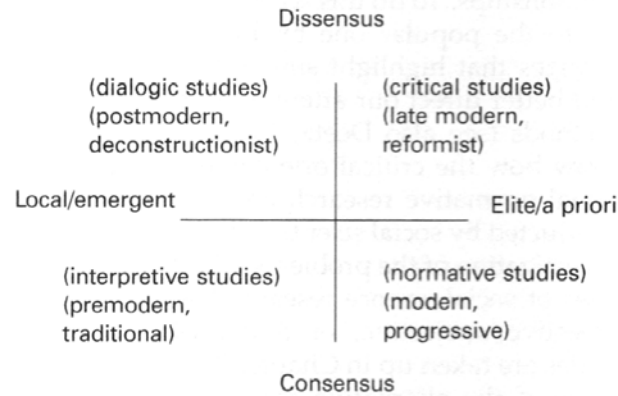 Dissensus
(dialogic studies)
(postmodern,
deconstructionist)
(critical studies)
(late modern,
reformist)
Local/emergent
Elite/a priori
(interpretive studies)
(premodern,
traditional)
(normative studies)
(modern,
progressive)
Consensus